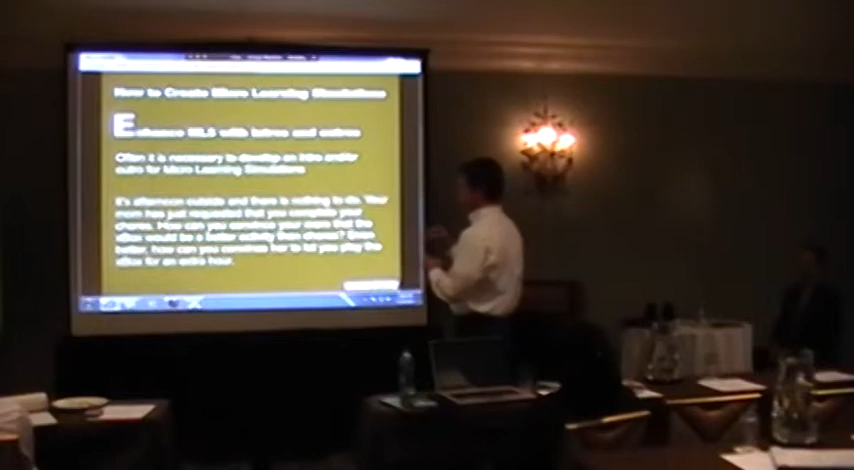 How to Create Micro Learning Simulations
Enhance MLS with Intros and outros
Often it is necessary to develop an intro and/or
outro for Micro Learning Simulations
It's afternoon outside and there is nothing to do. Your
mom has just requested that you complete your
chores. How can you convince your mom that the
xBox would be a better activity than chores? Even
better, how can you convince her to let you play the
xBox for an extra hour.